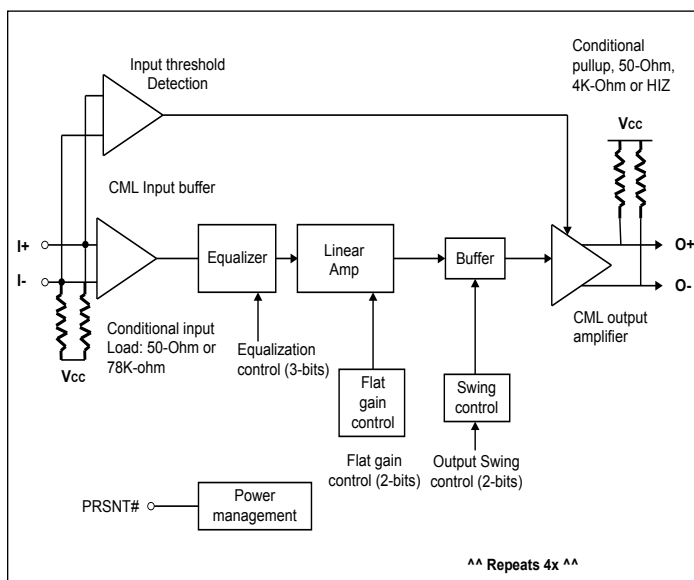 Conditional
pullup, 50-Ohm,
4K-Ohm or HIZ
Input threshold
Detection
Vcc
CML Input buffer
I+
I-
Equalizer
Linear
Amp
Buffer
O+
O-
CML output
amplifier
Conditional input
Load: 50-Ohm or
78K-ohm
Vcc
Equalization
control (3-bits)
Flat
gain
control
Swing
control
Flat gain
control (2-bits)
Output Swing
control (2-bits)
PRSNT#
Power
management
^^ Repeats 4x ^^